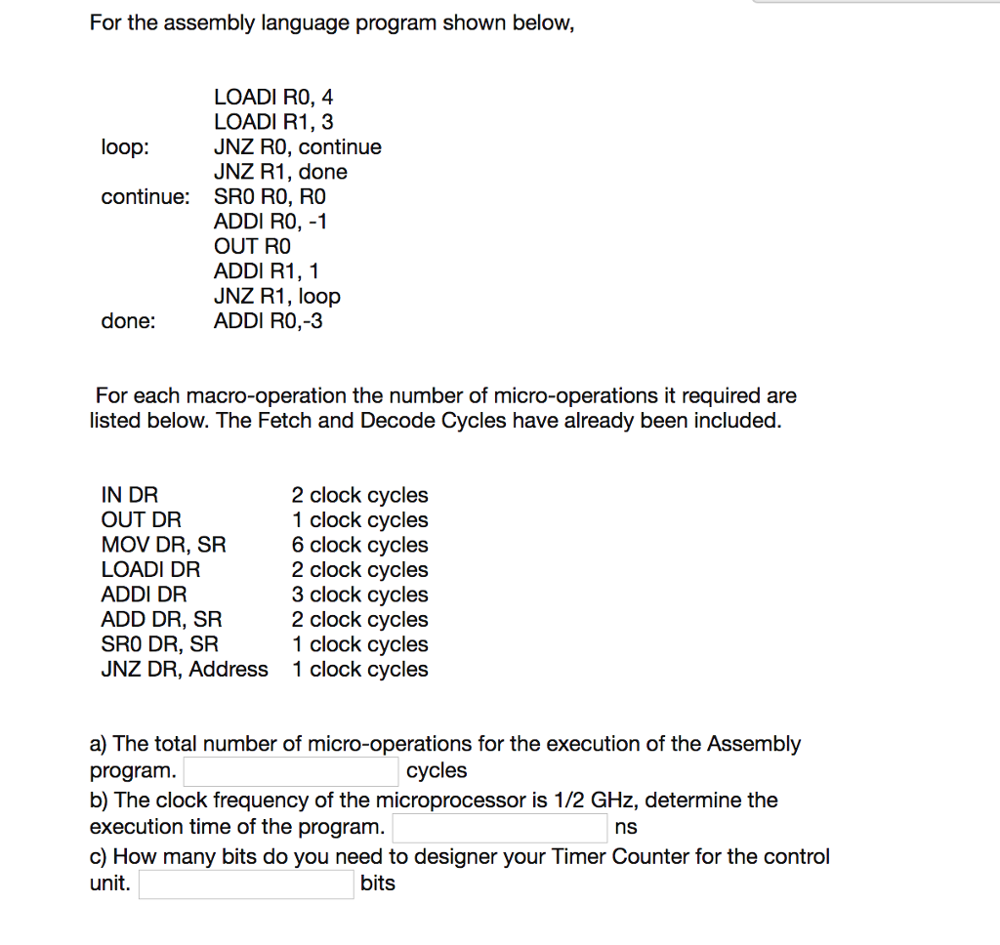 For the assembly language program shown below,
LOADI R0, 4
LOADI R1, 3
loop: JNZ R0, continue
JNZ R1, done
continue: SR0 R0, R0
ADDI R0, -1
OUT R0
ADDI R1, 1
JNZ R1, loop
done: ADDI R0,-3
For each macro-operation the number of micro-operations it required are
listed below. The Fetch and Decode Cycles have already been included.
IN DR 2 clock cycles
OUT DR 1 clock cycles
MOV DR, SR 6 clock cycles
LOADI DR 2 clock cycles
ADDI DR 3 clock cycles
ADD DR, SR 2 clock cycles
SR0 DR, SR 1 clock cycles
JNZ DR, Address 1 clock cycles
a) The total number of micro-operations for the execution of the Assembly
program. cycles
b) The clock frequency of the microprocessor is 1/2 GHz, determine the
execution time of the program. ns
c) How many bits do you need to designer your Timer Counter for the control
unit. bits